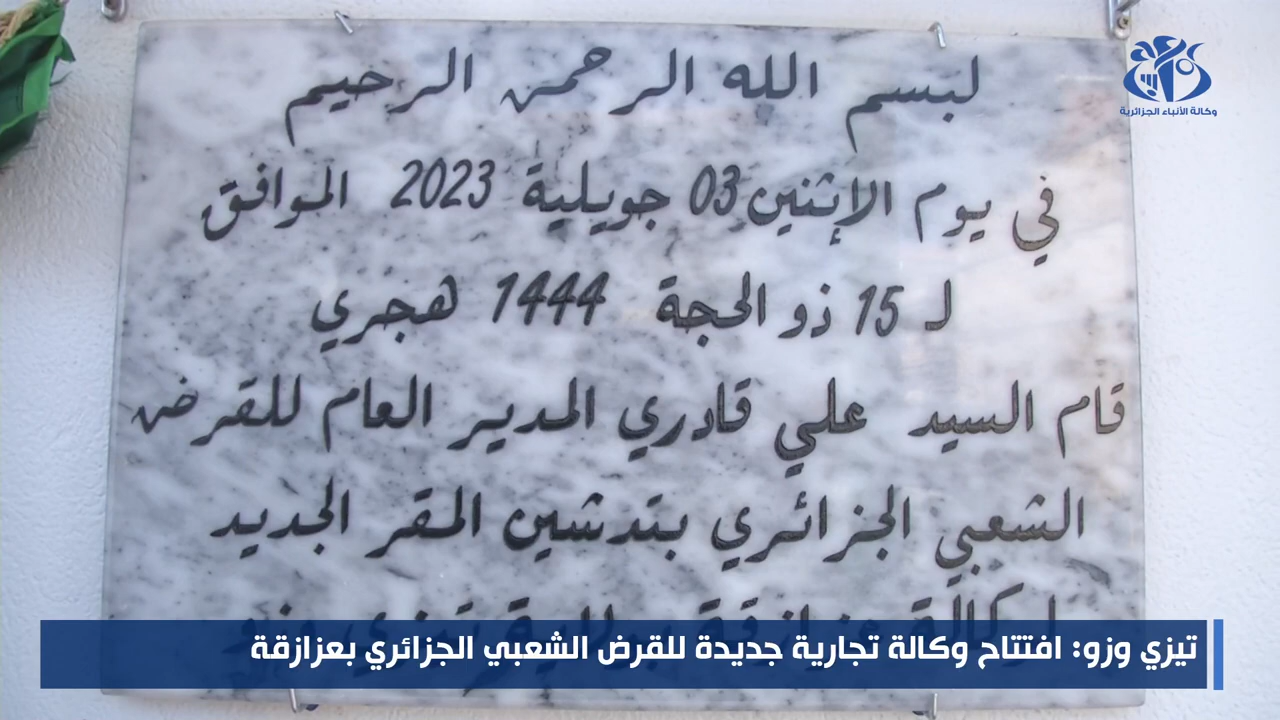 لبسم الله الرحمن الرحيم
في يوم الإثنين 03 جويلية 2023 الموافق
لـ 15 ذو الحجة 1444 هجري
قام السيد علي قادري المدير العام للقرض
الشعبي الجزائري بتدشين المقر الجديد
وكالة الأنباء الجزائرية
تيزي وزو: افتتاح وكالة تجارية جديدة للقرض الشعبي الجزائري بعزازقة